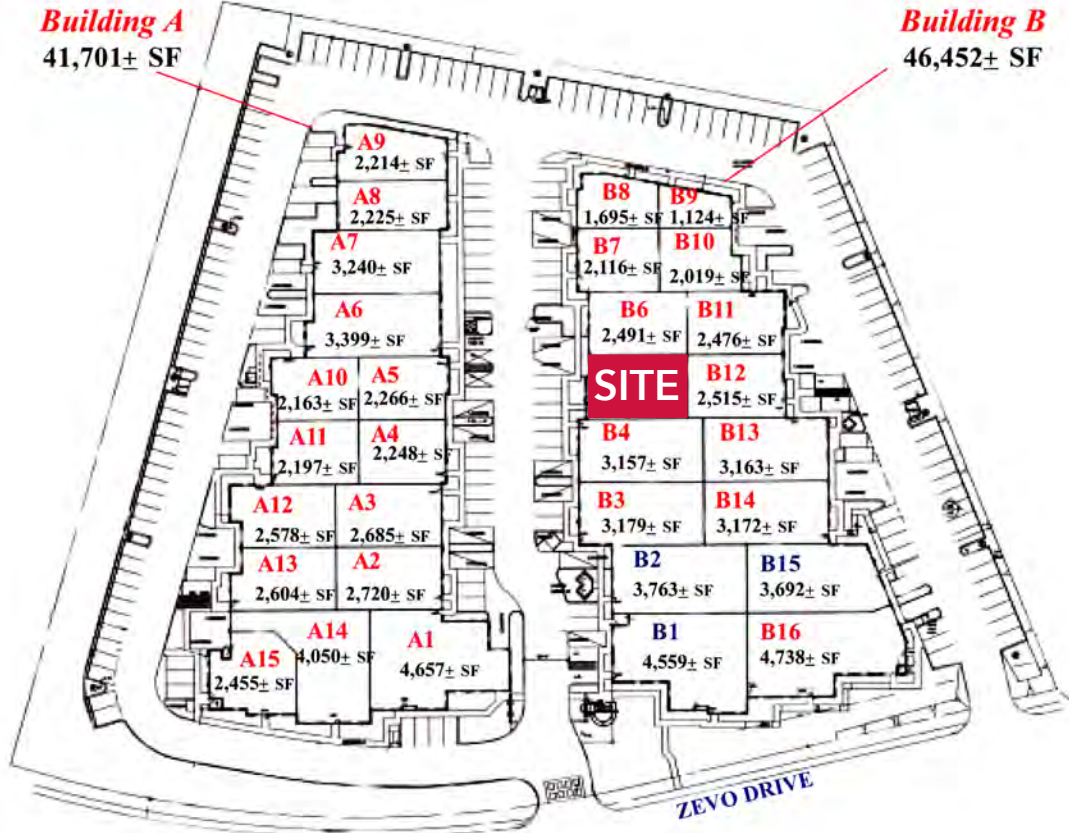 Building A
41,701± SF
Building B
46,452± SF
A9
2,214± SF
A8
2,225± SF
A7
3,240± SF
A6
3,399± SF
A10
2,163± SF
A5
2,266± SF
A11
2,197± SF
A4
2,248± SF
A12
2,578± SF
A3
2,685± SF
A13
2,604± SF
A2
2,720± SF
A14
4,050± SF
A1
4,657± SF
A15
2,455± SF
B8
1,695± SF
B9
1,124± SF
B7
2,116± SF
B10
2,019± SF
B6
2,491± SF
B11
2,476± SF
SITE
B12
2,515± SF
B4
3,157± SF
B13
3,163± SF
B3
3,179± SF
B14
3,172± SF
B2
3,763± SF
B15
3,692± SF
B1
4,559± SF
B16
4,738± SF
ZEVO DRIVE